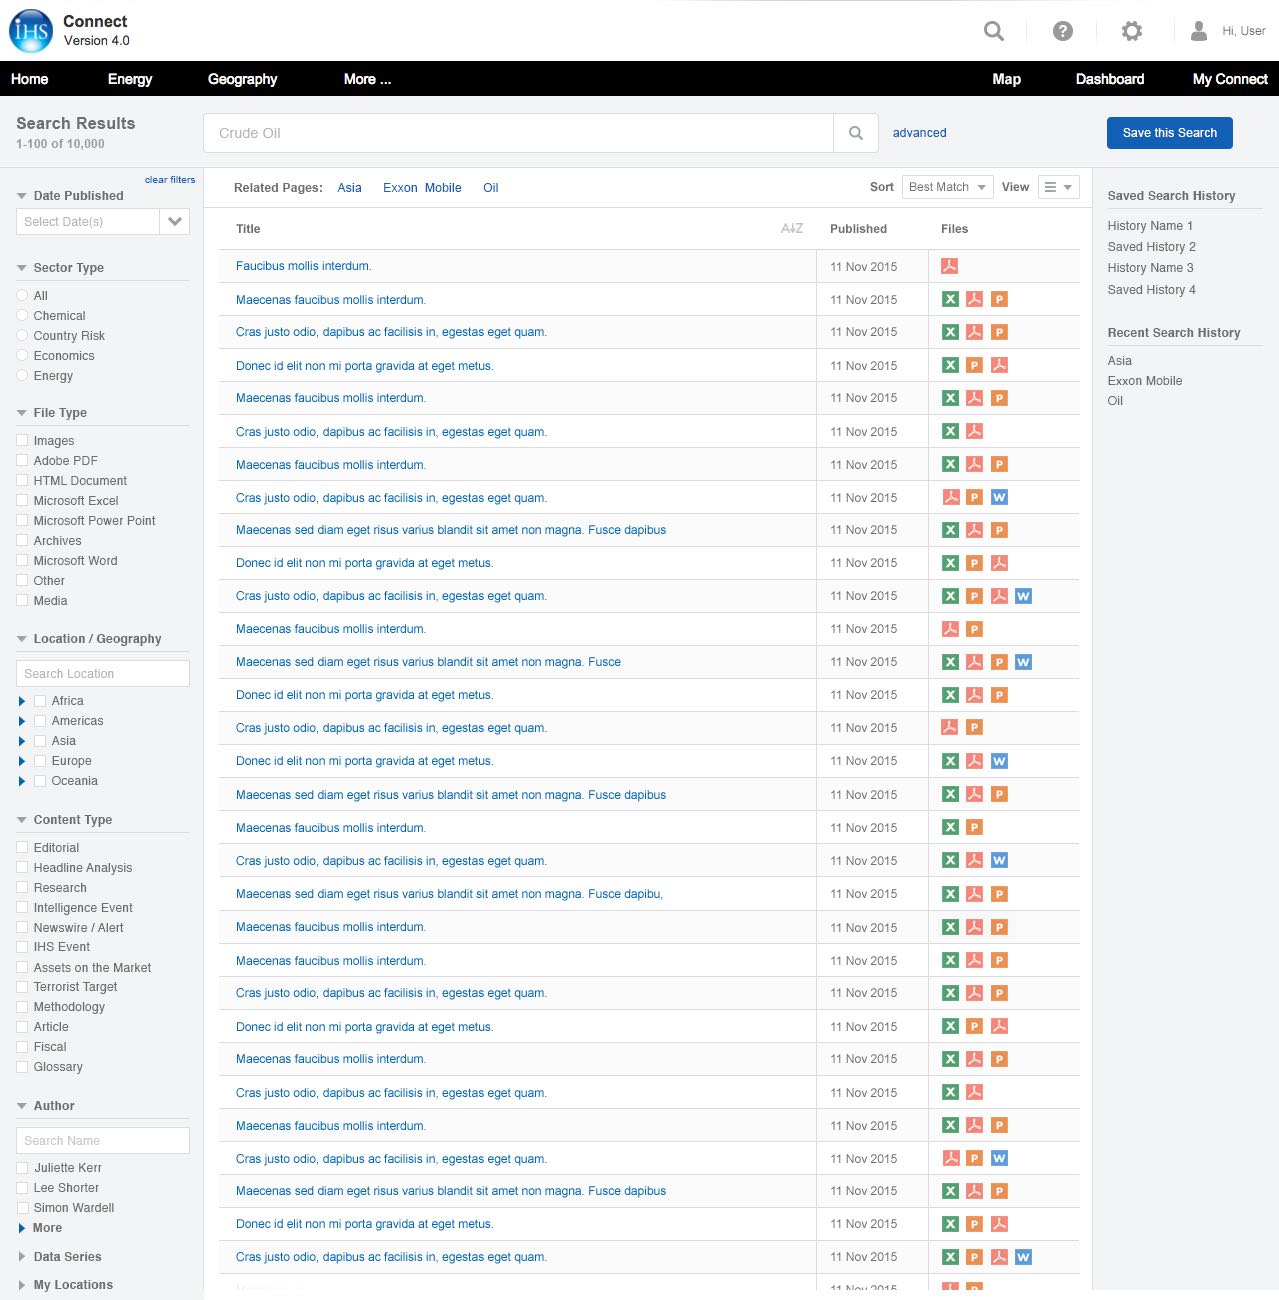 IHS
Connect
Version 4.0
Hi, User
Home Energy Geography More ... Map Dashboard My Connect
Search Results
1-100 of 10,000
Crude Oil
advanced
Save this Search
clear filters
Date Published
Select Date(s)
Sector Type
All
Chemical
Country Risk
Economics
Energy
File Type
Images
Adobe PDF
HTML Document
Microsoft Excel
Microsoft Power Point
Archives
Microsoft Word
Other
Media
Location / Geography
Search Location
Africa
Americas
Asia
Europe
Oceania
Content Type
Editorial
Headline Analysis
Research
Intelligence Event
Newswire / Alert
IHS Event
Assets on the Market
Terrorist Target
Methodology
Article
Fiscal
Glossary
Author
Search Name
Juliette Kerr
Lee Shorter
Simon Wardell
More
Data Series
My Locations
Related Pages: Asia Exxon Mobile Oil
Sort Best Match View
Title A Z Published Files
Faucibus mollis interdum. 11 Nov 2015
Maecenas faucibus mollis interdum. 11 Nov 2015 X P
Cras justo odio, dapibus ac facilisis in, egestas eget quam. 11 Nov 2015 X P
Donec id elit non mi porta gravida at eget metus. 11 Nov 2015 X P
Maecenas faucibus mollis interdum. 11 Nov 2015 X P
Cras justo odio, dapibus ac facilisis in, egestas eget quam. 11 Nov 2015 X
Maecenas faucibus mollis interdum. 11 Nov 2015 X P
Cras justo odio, dapibus ac facilisis in, egestas eget quam. 11 Nov 2015 P W
Maecenas sed diam eget risus varius blandit sit amet non magna. Fusce dapibus 11 Nov 2015 X P
Donec id elit non mi porta gravida at eget metus. 11 Nov 2015 X P
Cras justo odio, dapibus ac facilisis in, egestas eget quam. 11 Nov 2015 X P W
Maecenas faucibus mollis interdum. 11 Nov 2015 P
Maecenas sed diam eget risus varius blandit sit amet non magna. Fusce 11 Nov 2015 X P W
Donec id elit non mi porta gravida at eget metus. 11 Nov 2015 X P
Cras justo odio, dapibus ac facilisis in, egestas eget quam. 11 Nov 2015 P
Donec id elit non mi porta gravida at eget metus. 11 Nov 2015 X W
Maecenas sed diam eget risus varius blandit sit amet non magna. Fusce dapibus 11 Nov 2015 X P
Maecenas faucibus mollis interdum. 11 Nov 2015 X P
Cras justo odio, dapibus ac facilisis in, egestas eget quam. 11 Nov 2015 X W
Maecenas sed diam eget risus varius blandit sit amet non magna. Fusce dapibu, 11 Nov 2015 X P
Maecenas faucibus mollis interdum. 11 Nov 2015 X P
Maecenas faucibus mollis interdum. 11 Nov 2015 X P
Cras justo odio, dapibus ac facilisis in, egestas eget quam. 11 Nov 2015 X P
Donec id elit non mi porta gravida at eget metus. 11 Nov 2015 X P
Maecenas faucibus mollis interdum. 11 Nov 2015 X P
Cras justo odio, dapibus ac facilisis in, egestas eget quam. 11 Nov 2015 X
Maecenas faucibus mollis interdum. 11 Nov 2015 X P
Cras justo odio, dapibus ac facilisis in, egestas eget quam. 11 Nov 2015 P W
Maecenas sed diam eget risus varius blandit sit amet non magna. Fusce dapibus 11 Nov 2015 X P
Donec id elit non mi porta gravida at eget metus. 11 Nov 2015 X P
Cras justo odio, dapibus ac facilisis in, egestas eget quam. 11 Nov 2015 X P W
11 Nov 2015 P
Saved Search History
History Name 1
Saved History 2
History Name 3
Saved History 4
Recent Search History
Asia
Exxon Mobile
Oil